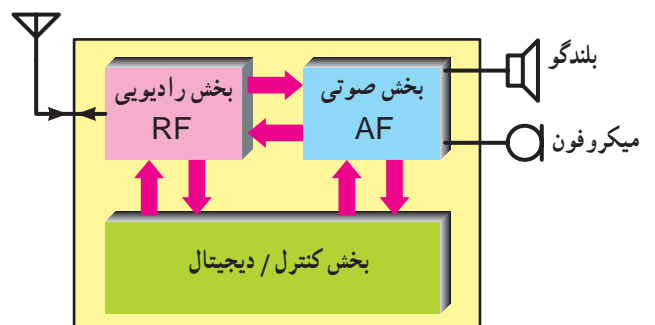 بلندگو
میکروفون
بخش صوتی
AF
بخش رادیویی
RF
بخش کنترل / دیجیتال